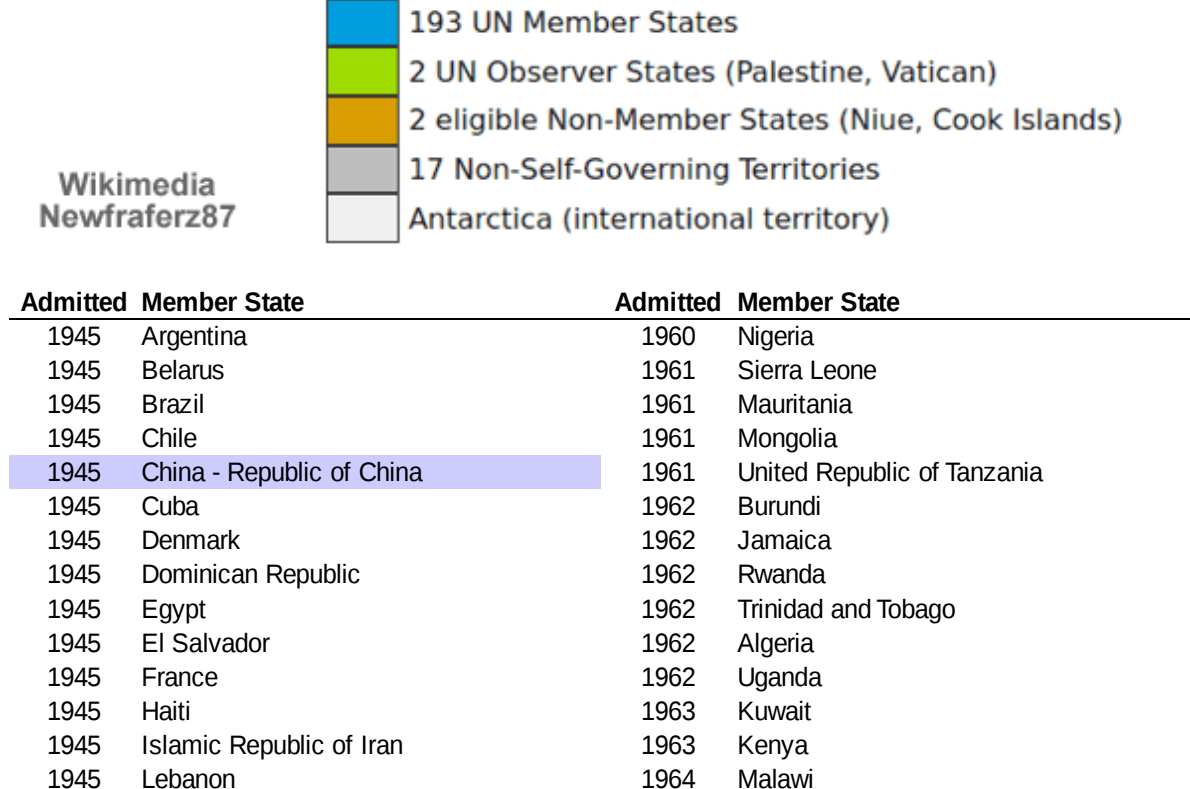 193 UN Member States
2 UN Observer States (Palestine, Vatican)
2 eligible Non-Member States (Niue, Cook Islands)
17 Non-Self-Governing Territories
Antarctica (international territory)
Wikimedia
Newfraferz87
Admitted Member State
1945 Argentina
1945 Belarus
1945 Brazil
1945 Chile
1945 China - Republic of China
1945 Cuba
1945 Denmark
1945 Dominican Republic
1945 Egypt
1945 El Salvador
1945 France
1945 Haiti
1945 Islamic Republic of Iran
1945 Lebanon
Admitted Member State
1960 Nigeria
1961 Sierra Leone
1961 Mauritania
1961 Mongolia
1961 United Republic of Tanzania
1962 Burundi
1962 Jamaica
1962 Rwanda
1962 Trinidad and Tobago
1962 Algeria
1962 Uganda
1963 Kuwait
1963 Kenya
1964 Malawi